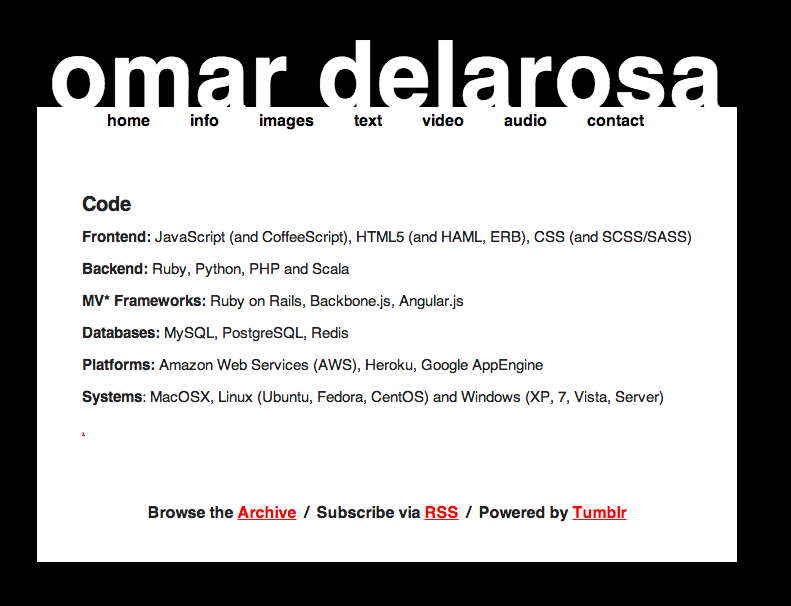 omar delarosa
home info images text video audio contact
Code
Frontend: JavaScript (and CoffeeScript), HTML5 (and HAML, ERB), CSS (and SCSS/SASS)
Backend: Ruby, Python, PHP and Scala
MV* Frameworks: Ruby on Rails, Backbone.js, Angular.js
Databases: MySQL, PostgreSQL, Redis
Platforms: Amazon Web Services (AWS), Heroku, Google AppEngine
Systems: MacOSX, Linux (Ubuntu, Fedora, CentOS) and Windows (XP, 7, Vista, Server)
Browse the Archive / Subscribe via RSS / Powered by Tumblr